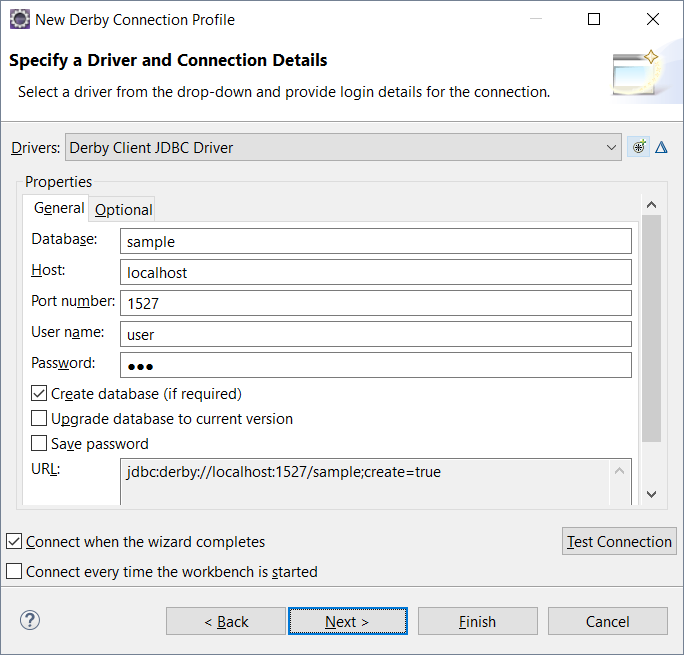 New Derby Connection Profile
Specify a Driver and Connection Details
Select a driver from the drop-down and provide login details for the connection.
Drivers: Derby Client JDBC Driver
Properties
General Optional
Database: sample
Host: localhost
Port number: 1527
User name: user
Password: ●●●
Create database (if required)
Upgrade database to current version
Save password
URL: jdbc:derby://localhost:1527/sample;create=true
Connect when the wizard completes Test Connection
Connect every time the workbench is started
? < Back Next > Finish Cancel